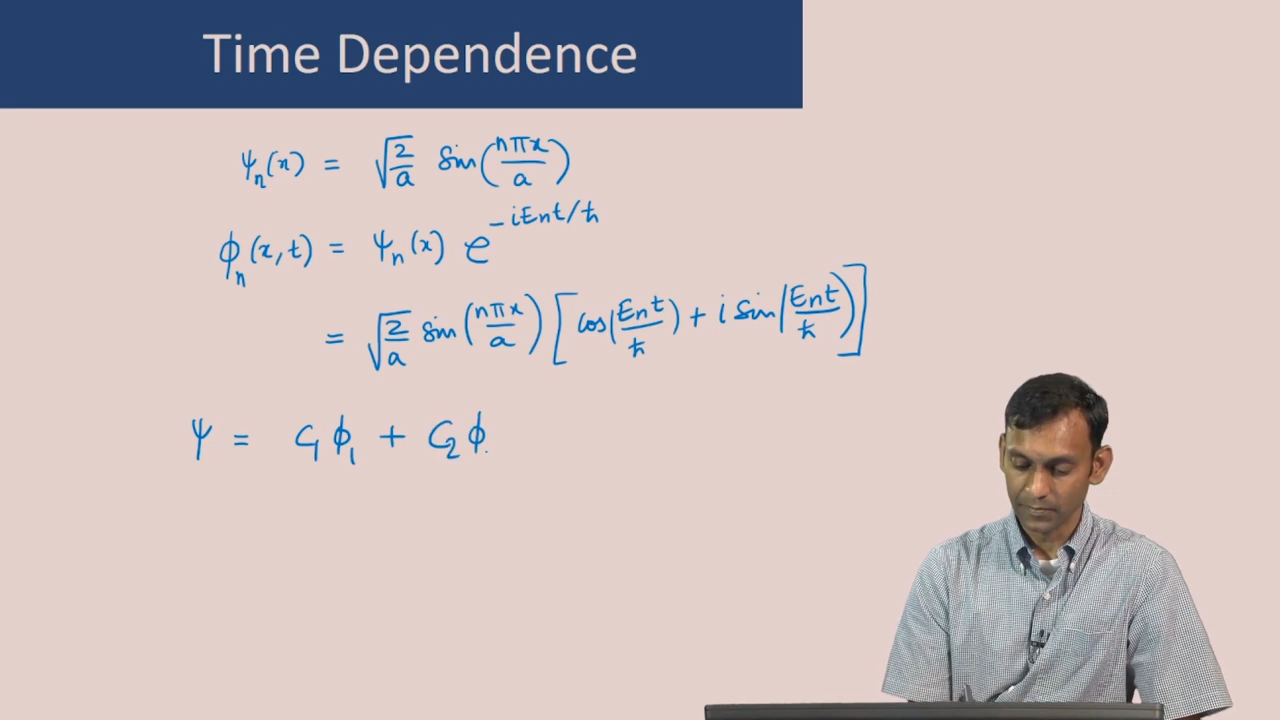 Time Dependence
ψₙ(x) = √(2/a) sin(nπx/a)
ϕₙ(x,t) = ψₙ(x) e^(-iEnt/ħ)
= √(2/a) sin(nπx/a) [cos(Ent/ħ) + i sin(Ent/ħ)]
ψ = C₁ϕ₁ + C₂ϕ